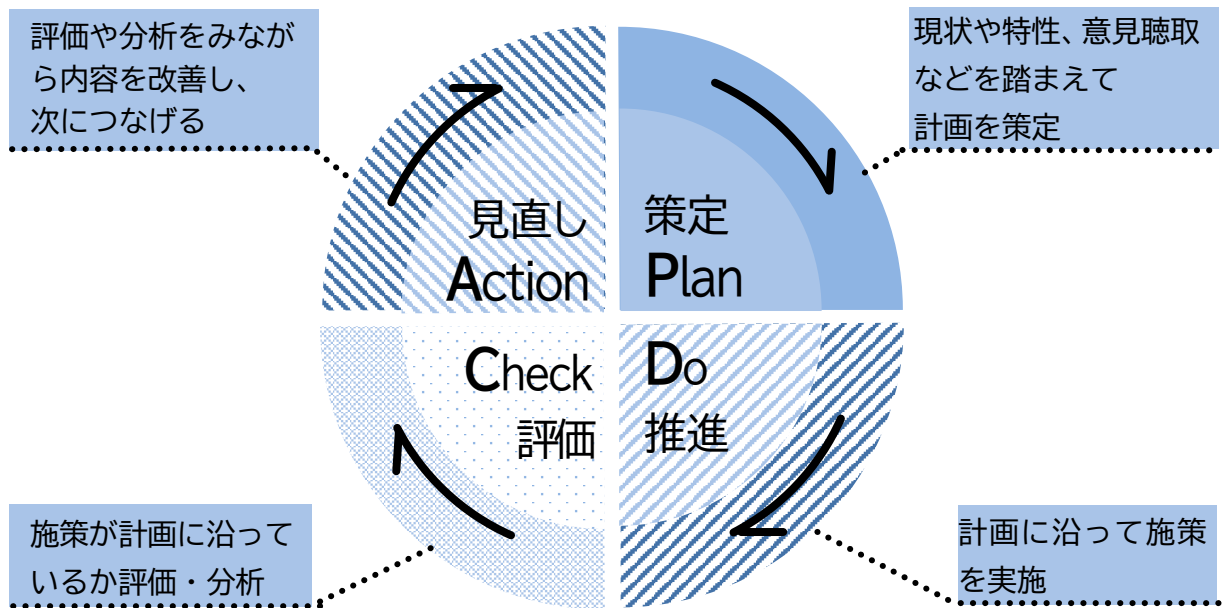 評価や分析をみなが
ら内容を改善し、
次につなげる
現状や特性、意見聴取
などを踏まえて
計画を策定
見直し
Action
策定
Plan
Check
評価
Do
推進
施策が計画に沿って
いるか評価・分析
計画に沿って施策
を実施